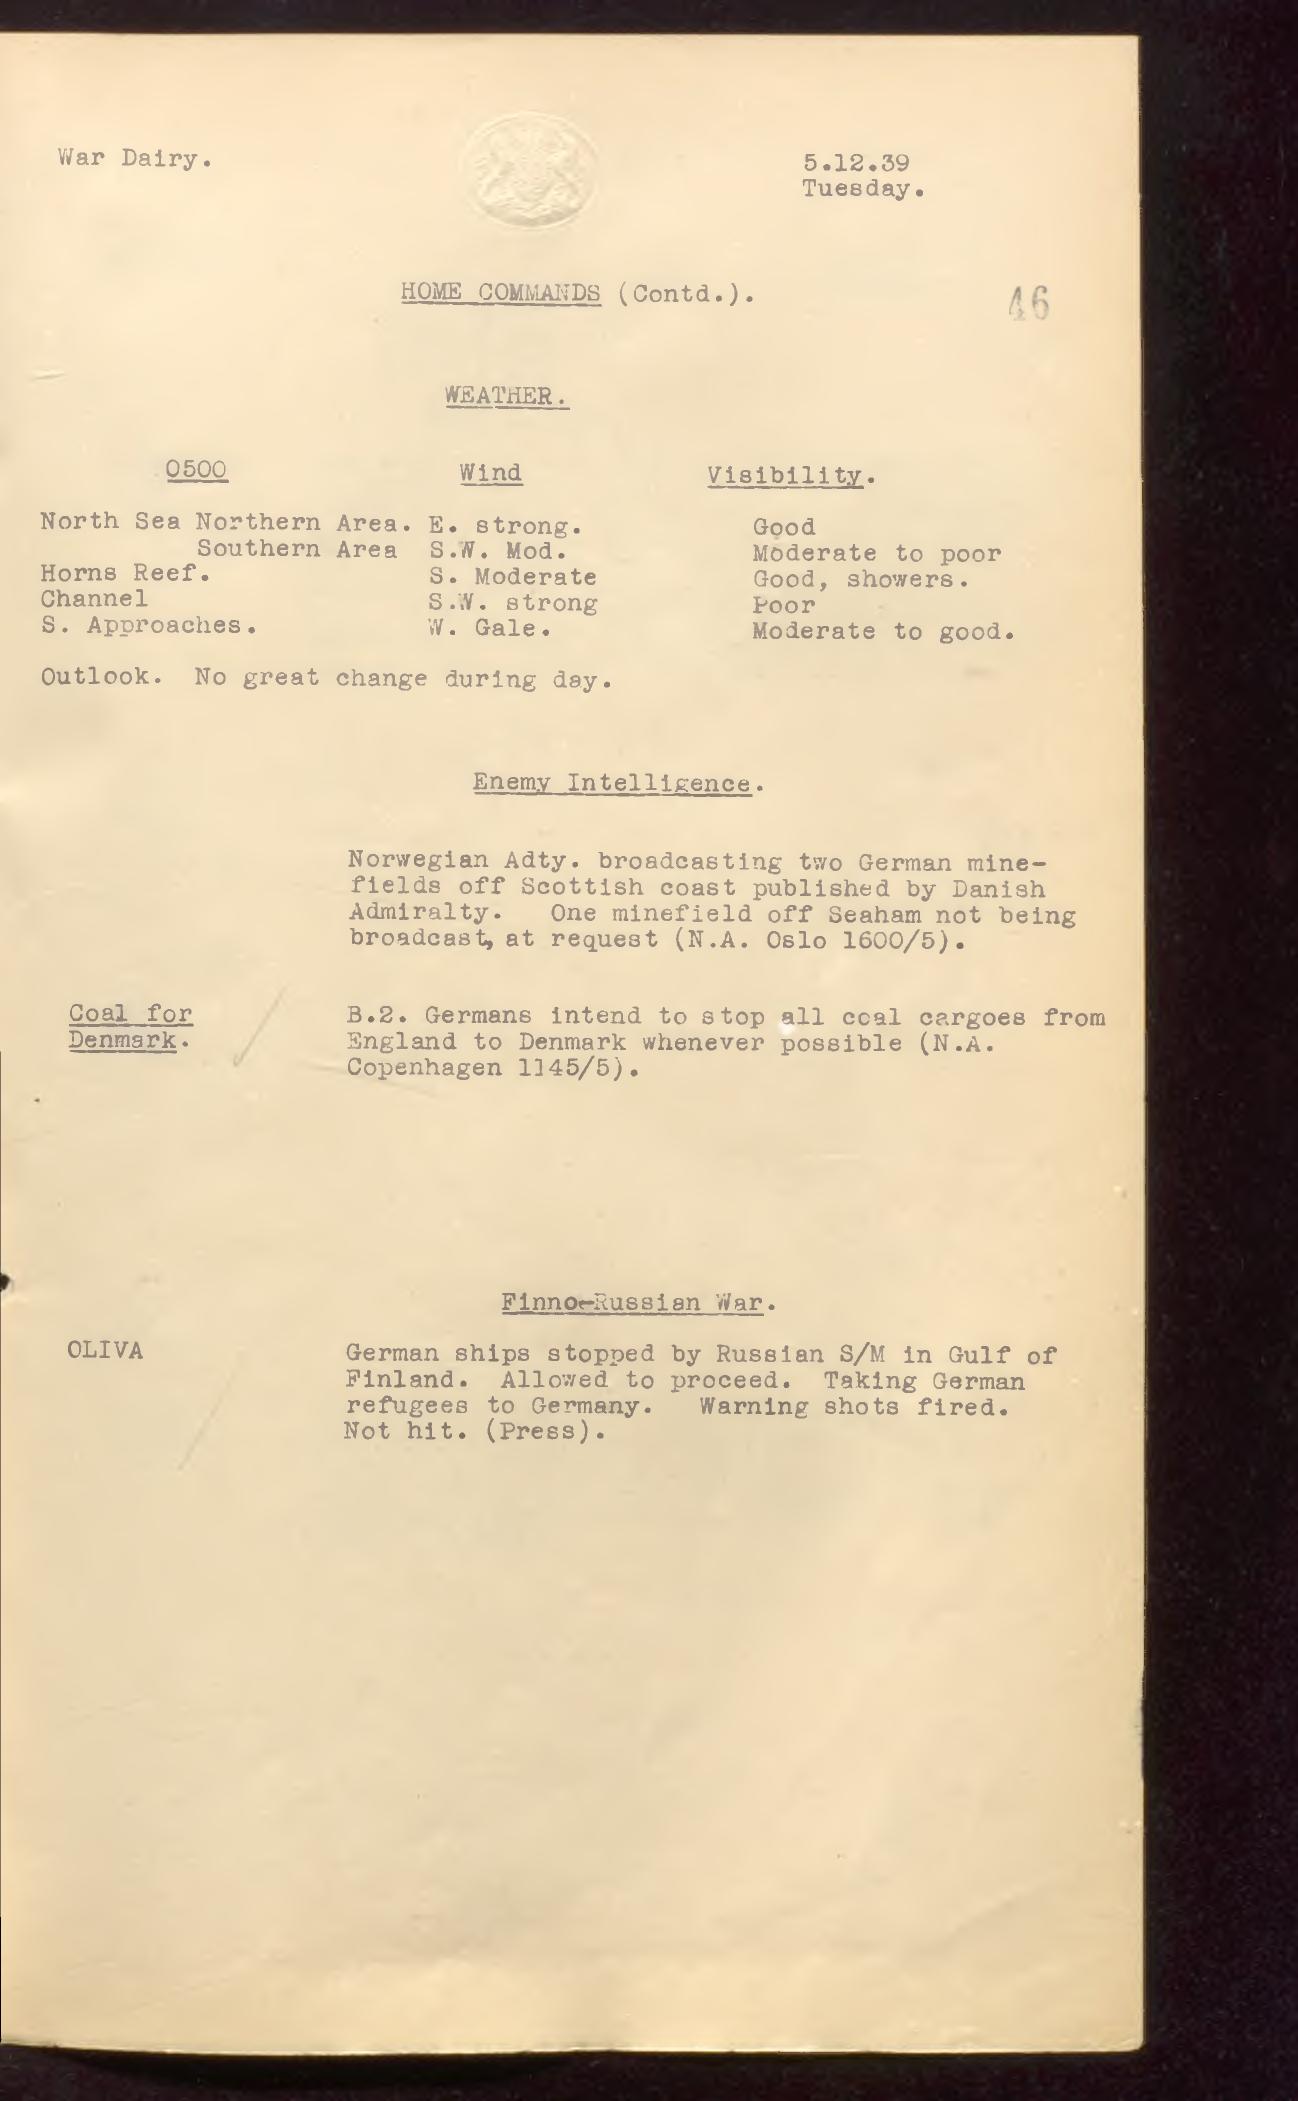 War Dairy.
5.12.39
Tuesday.
HOME COMMANDS (Contd.).
46
WEATHER.
0500 Wind Visibility.
North Sea Northern Area. E. strong. Good
Southern Area S.W. Mod. Moderate to poor
Horns Reef. S. Moderate Good, showers.
Channel S.W. strong Poor
S. Approaches. W. Gale. Moderate to good.
Outlook. No great change during day.
Enemy Intelligence.
Norwegian Adty. broadcasting two German mine-
fields off Scottish coast published by Danish
Admiralty. One minefield off Seaham not being
broadcast, at request (N.A. Oslo 1600/5).
Coal for
Denmark.
B.2. Germans intend to stop all coal cargoes from
England to Denmark whenever possible (N.A.
Copenhagen 1145/5).
Finno-Russian War.
OLIVA
German ships stopped by Russian S/M in Gulf of
Finland. Allowed to proceed. Taking German
refugees to Germany. Warning shots fired.
Not hit. (Press).